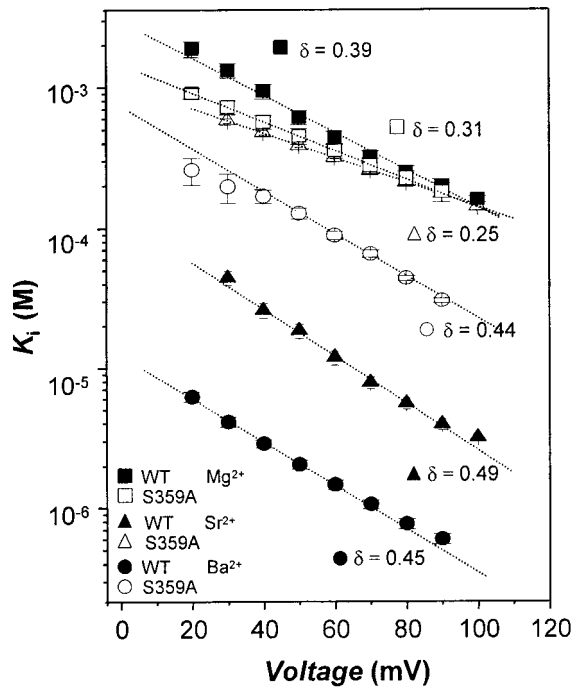 δ = 0.39
10⁻³
δ = 0.31
δ = 0.25
10⁻⁴
δ = 0.44
Kᵢ (M)
10⁻⁵
δ = 0.49
WT Mg²⁺
S359A
WT Sr²⁺
S359A
10⁻⁶
WT Ba²⁺
S359A
δ = 0.45
0 20 40 60 80 100 120
Voltage (mV)